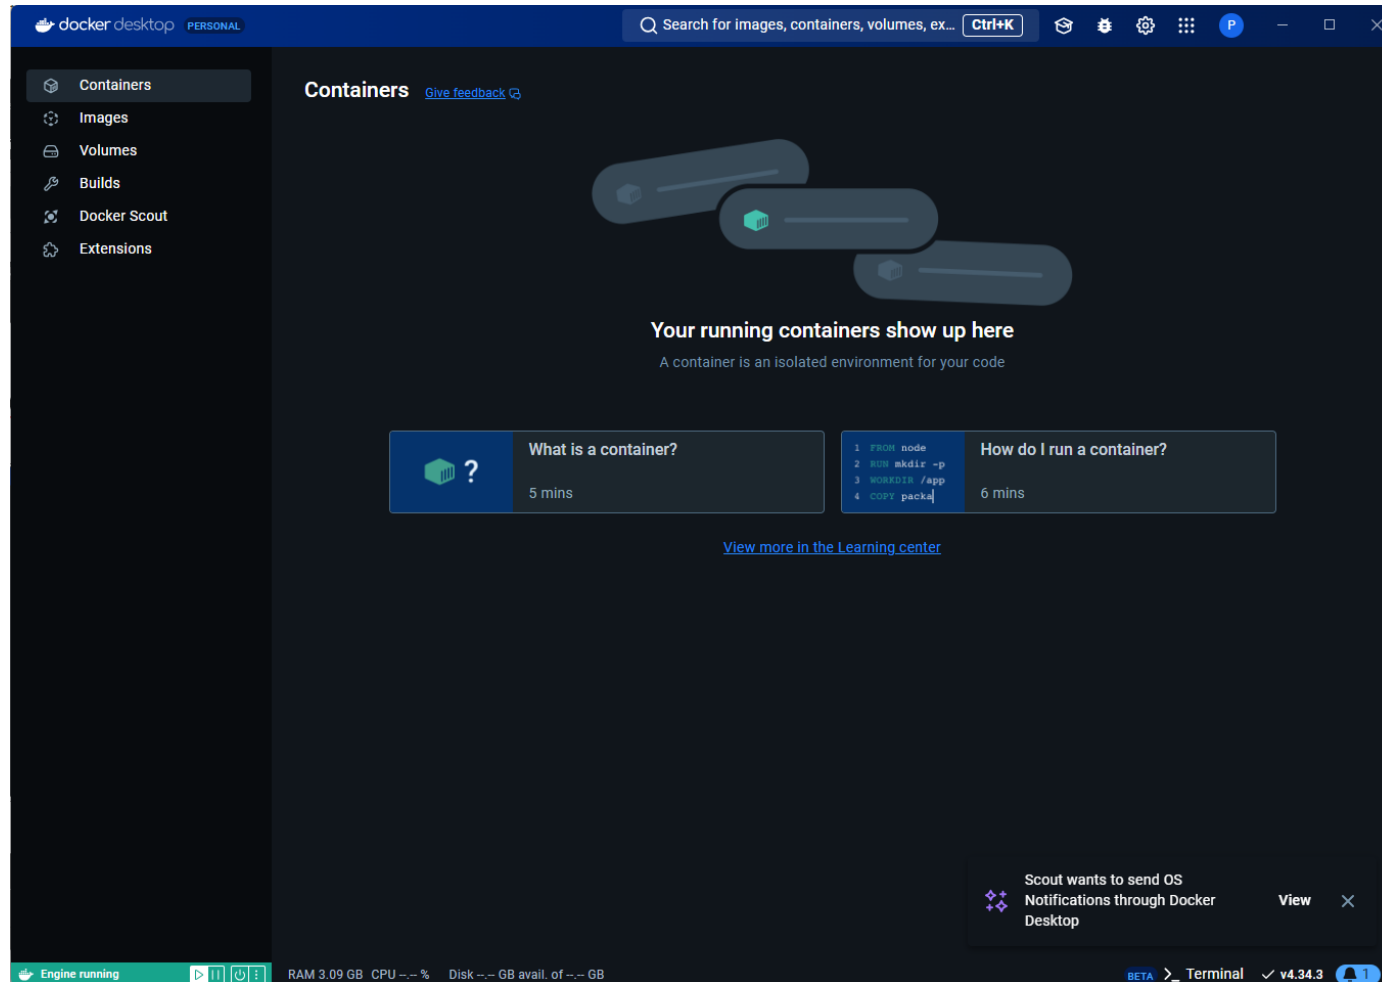 docker desktop PERSONAL
Search for images, containers, volumes, ex... Ctrl+K
P
Containers
Images
Volumes
Builds
Docker Scout
Extensions
Containers Give feedback
Your running containers show up here
A container is an isolated environment for your code
?
What is a container?
5 mins
1 FROM node
2 RUN mkdir -p
3 WORKDIR /app
4 COPY packa
How do I run a container?
6 mins
View more in the Learning center
Scout wants to send OS
Notifications through Docker
Desktop
View
Engine running
RAM 3.09 GB CPU --.-- % Disk --.-- GB avail. of --.-- GB
BETA >_ Terminal v4.34.3 1